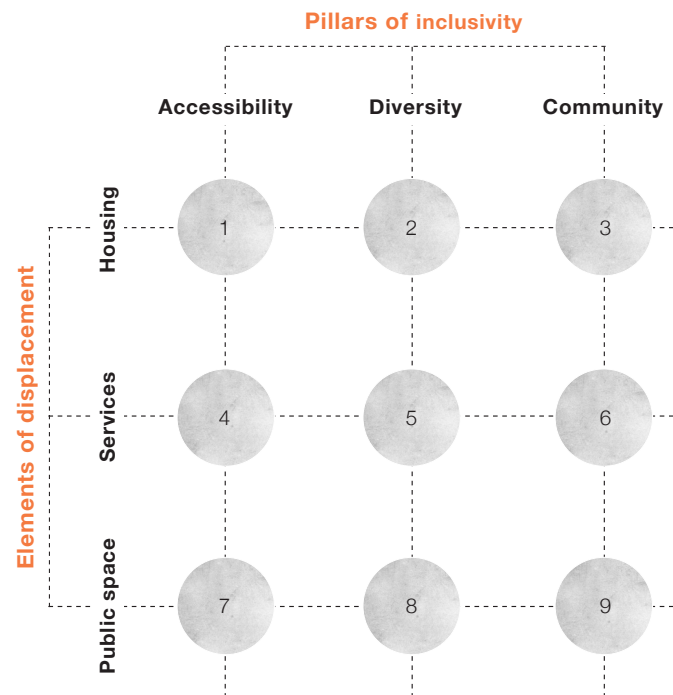 Pillars of inclusivity
Accessibility Diversity Community
Elements of displacement
Housing
1 2 3
Services
4 5 6
Public space
7 8 9